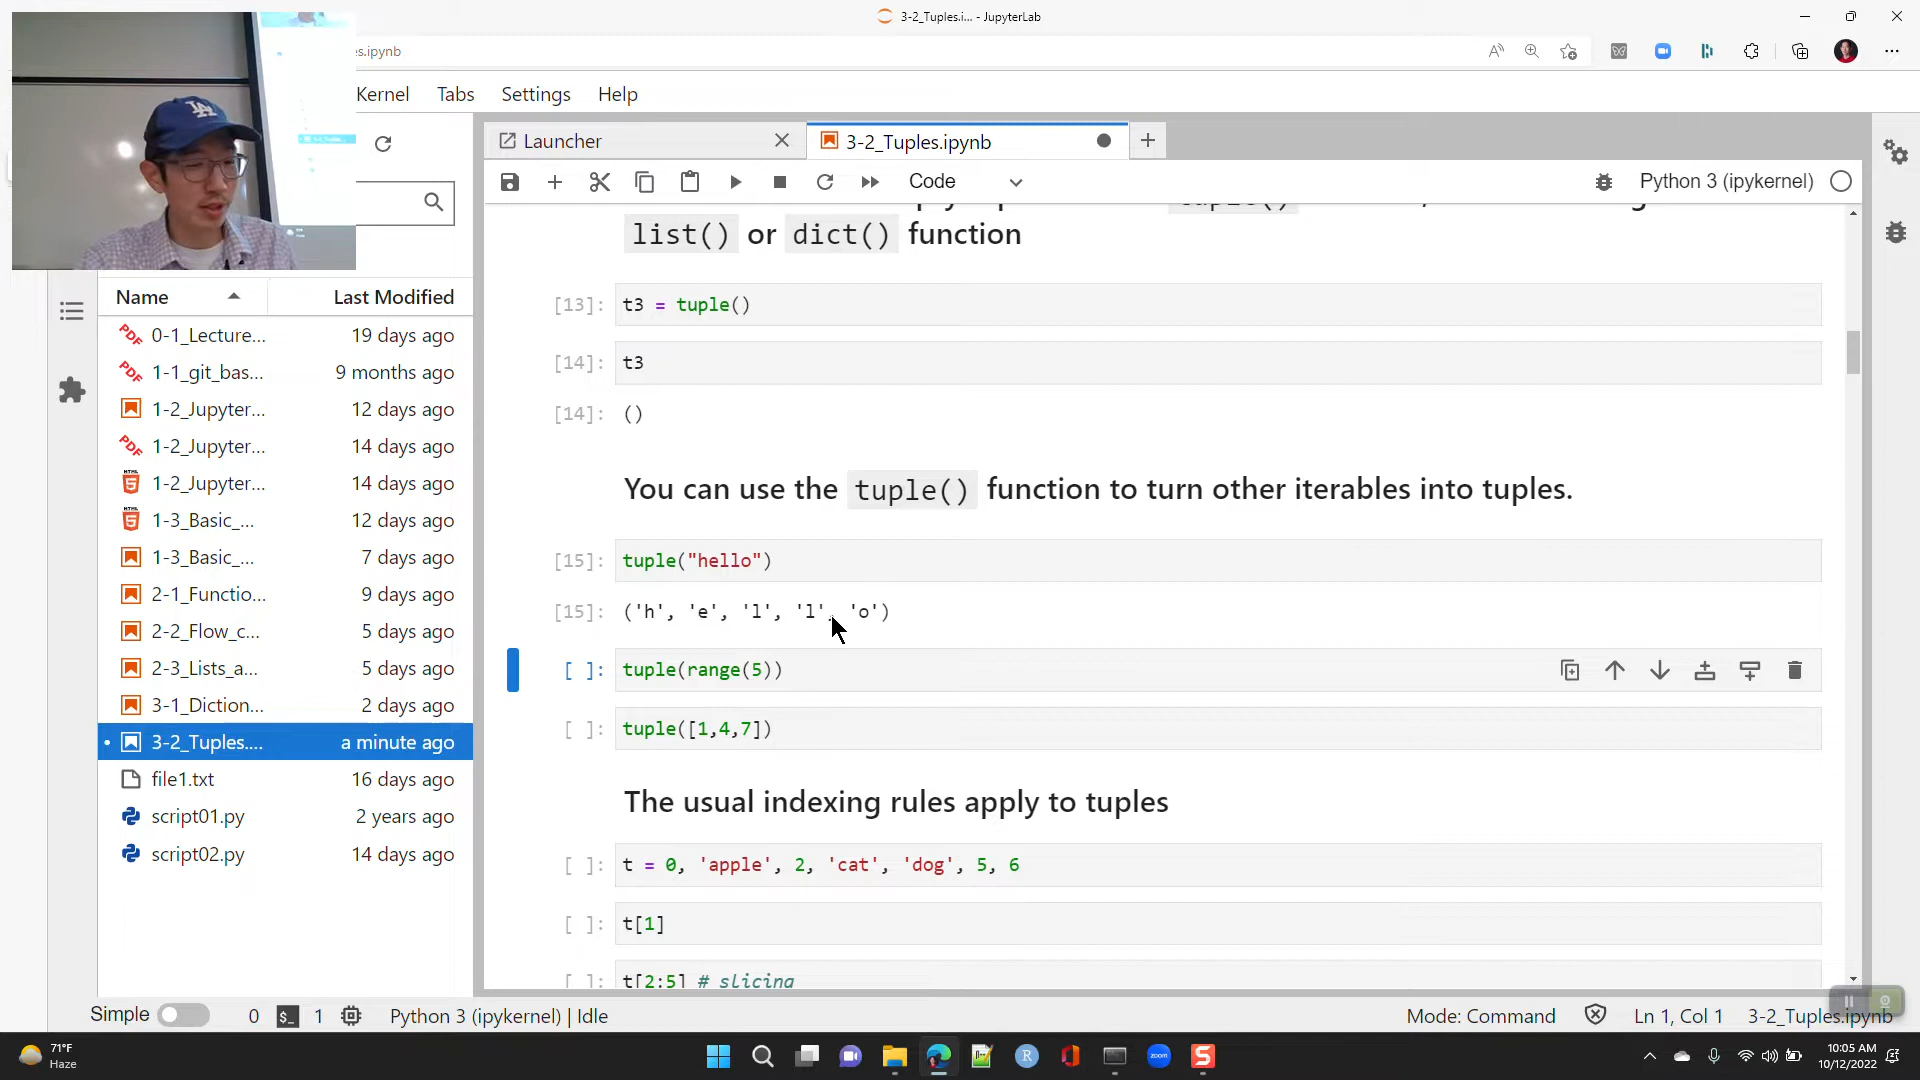 3-2_Tuples.i... - JupyterLab
es.ipynb
Kernel Tabs Settings Help
Launcher
3-2_Tuples.ipynb
Code
Python 3 (ipykernel)
list() or dict() function
[13]: t3 = tuple()
[14]: t3
[14]: ()
You can use the tuple() function to turn other iterables into tuples.
[15]: tuple("hello")
[15]: ('h', 'e', 'l', 'l', 'o')
[ ]: tuple(range(5))
[ ]: tuple([1,4,7])
The usual indexing rules apply to tuples
[ ]: t = 0, 'apple', 2, 'cat', 'dog', 5, 6
[ ]: t[1]
[ ]: t[2:5] # slicing
Name Last Modified
0-1_Lecture... 19 days ago
1-1_git_bas... 9 months ago
1-2_Jupyter... 12 days ago
1-2_Jupyter... 14 days ago
1-2_Jupyter... 14 days ago
1-3_Basic_... 12 days ago
1-3_Basic_... 7 days ago
2-1_Functio... 9 days ago
2-2_Flow_c... 5 days ago
2-3_Lists_a... 5 days ago
3-1_Diction... 2 days ago
3-2_Tuples.... a minute ago
file1.txt 16 days ago
script01.py 2 years ago
script02.py 14 days ago
LA
Simple 0 $_ 1 Python 3 (ipykernel) | Idle Mode: Command Ln 1, Col 1 3-2_Tuples.ipynb
71°F
Haze
zoom
10:05 AM
10/12/2022